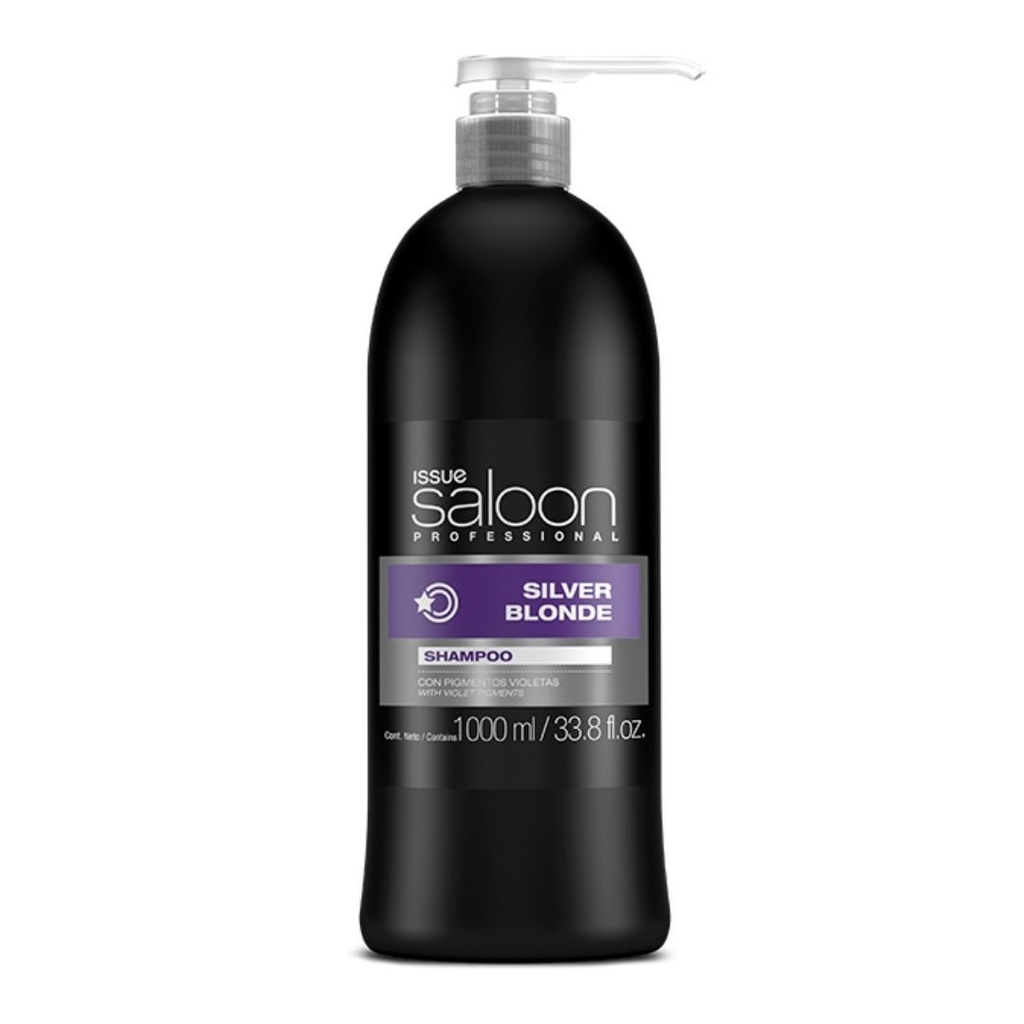 ISSUE
saloon
PROFESSIONAL
SILVER
BLONDE
SHAMPOO
CON PIGMENTOS VIOLETAS
WITH VIOLET PIGMENTS
Cont. Neto / Contains 1000 ml / 33.8 fl.oz.